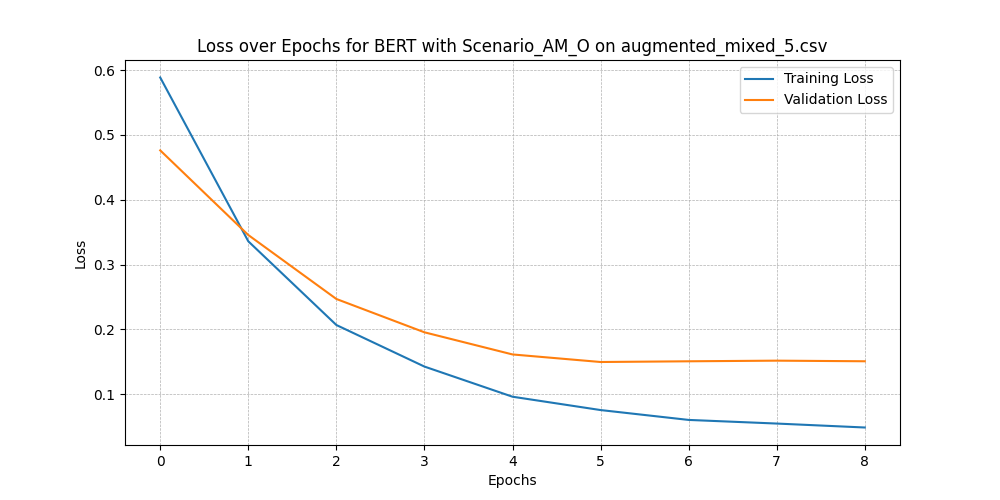 Loss over Epochs for BERT with Scenario_AM_O on augmented_mixed_5.csv
Training Loss
Validation Loss
0.6
0.5
0.4
0.3
0.2
0.1
Loss
0 1 2 3 4 5 6 7 8
Epochs